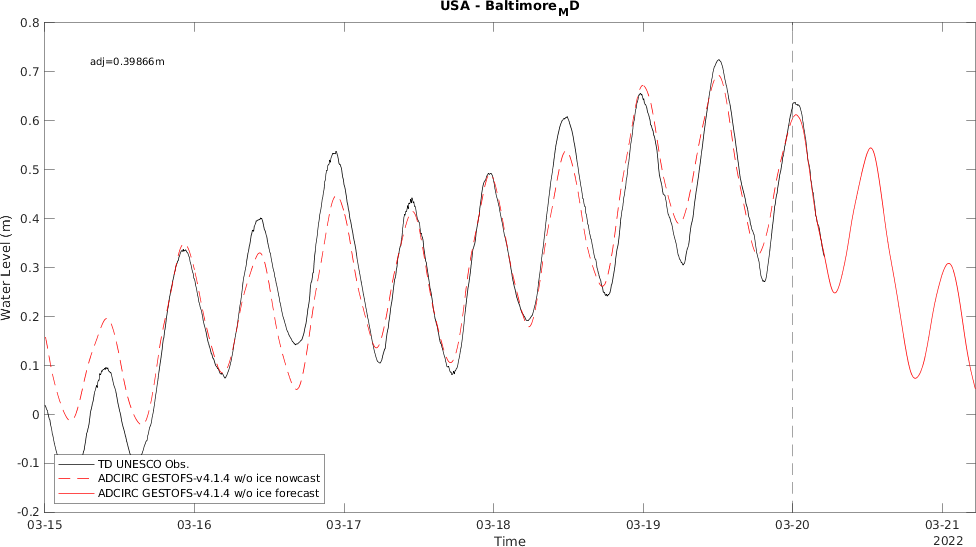 USA - Baltimore_MD
0.8
0.7
0.6
0.5
0.4
0.3
0.2
0.1
0
-0.1
-0.2
Water Level (m)
adj=0.39866m
TD UNESCO Obs.
ADCIRC GESTOFS-v4.1.4 w/o ice nowcast
ADCIRC GESTOFS-v4.1.4 w/o ice forecast
03-15 03-16 03-17 03-18 03-19 03-20 03-21
Time
2022